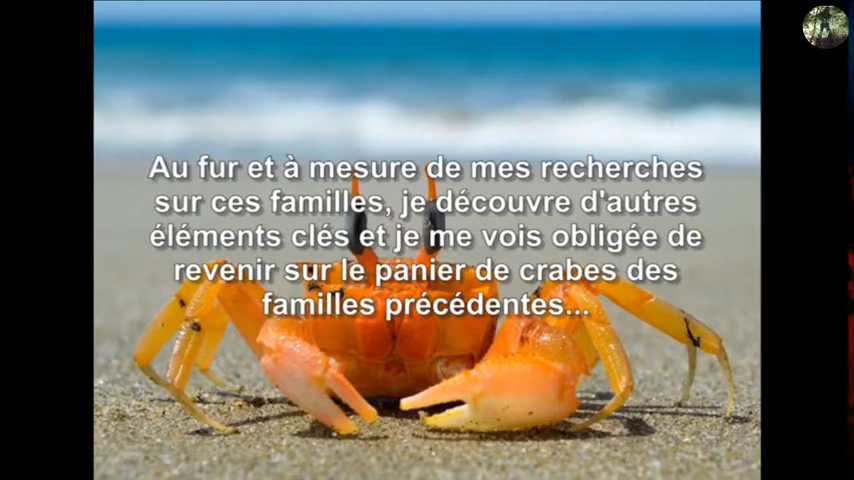 Au fur et à mesure de mes recherches
sur ces familles, je découvre d'autres
éléments clés et je me vois obligée de
revenir sur le panier de crabes des
familles précédentes...